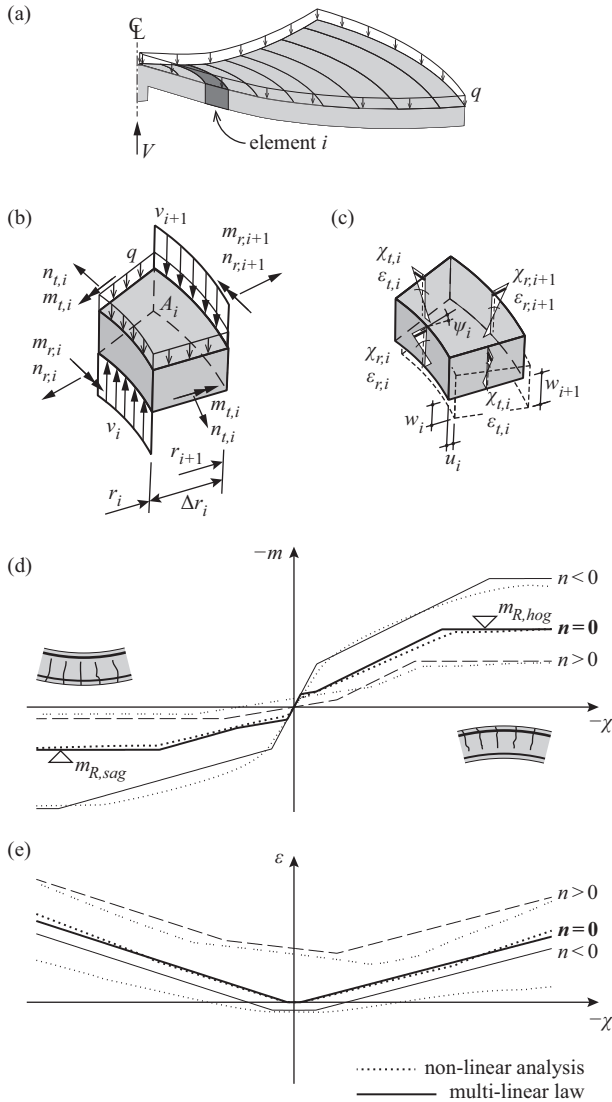 (a)
℄
q
element i
V
(b)
(c)
v_{i+1}
m_{r,i+1}
n_{r,i+1}
q
n_{t,i}
m_{t,i}
A_i
m_{r,i}
n_{r,i}
v_i
m_{t,i}
n_{t,i}
r_{i+1}
r_i
Δr_i
χ_{t,i}
ε_{t,i}
χ_{r,i+1}
ε_{r,i+1}
ψ_i
χ_{r,i}
ε_{r,i}
χ_{t,i}
ε_{t,i}
w_{i+1}
w_i
u_i
(d)
−m
n<0
m_{R,hog}
n=0
n>0
−χ
m_{R,sag}
(e)
ε
n>0
n=0
n<0
−χ
non-linear analysis
multi-linear law